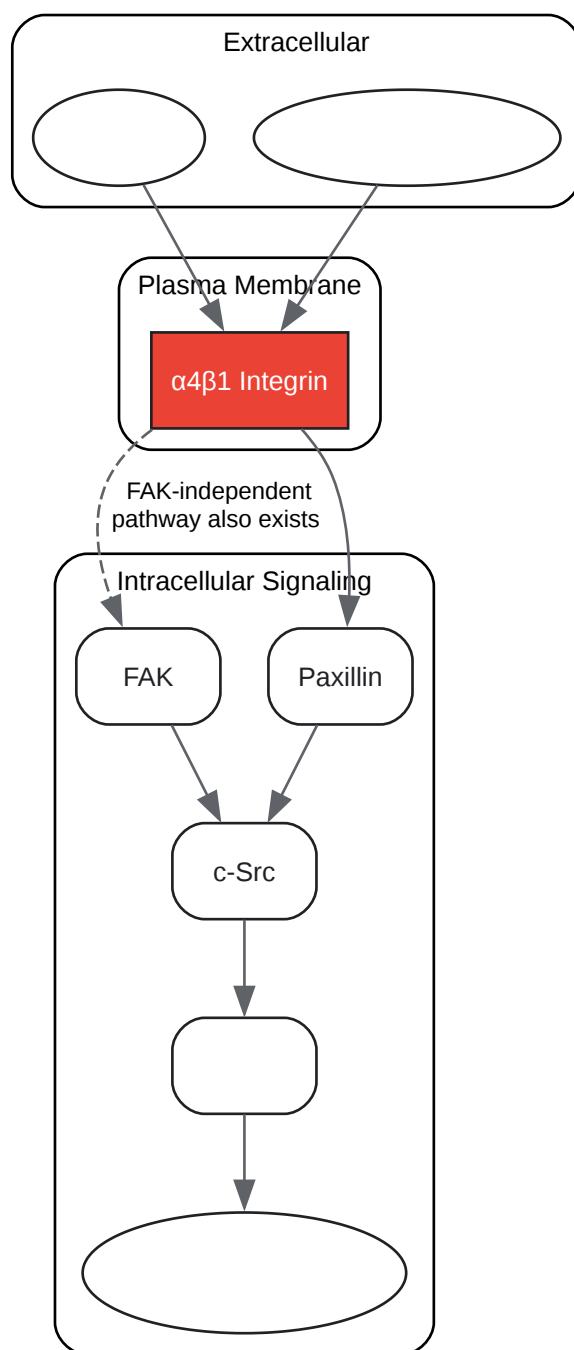 Extracellular
Plasma Membrane
α4β1 Integrin
FAK-independent
pathway also exists
Intracellular Signaling
FAK
Paxillin
c-Src